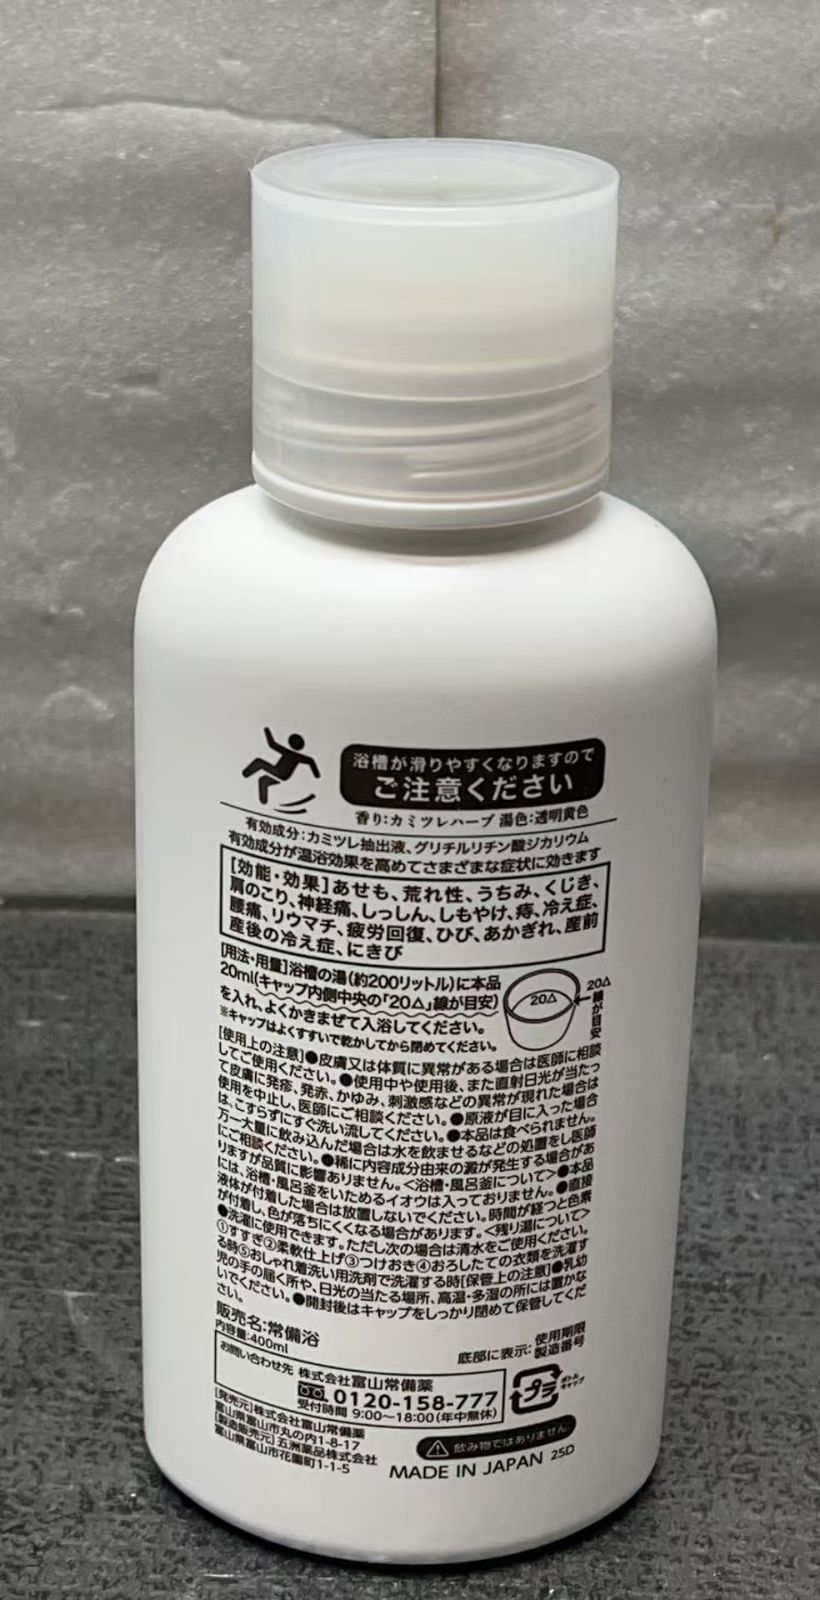 浴槽が滑りやすくなりますので
ご注意ください
香り:カミツレハーブ 湯色:透明黄色
有効成分:カミツレ抽出液、グリチルリチン酸ジカリウム
有効成分が温浴効果を高めてさまざまな症状に効きます
[効能・効果]あせも、荒れ性、うちみ、くじき、
肩のこり、神経痛、しっしん、しもやけ、痔、冷え症、
腰痛、リウマチ、疲労回復、ひび、あかぎれ、産前
産後の冷え症、にきび
[用法・用量]浴槽の湯(約200リットル)に本品
20ml(キャップ内側中央の「20△」線が目安)
を入れ、よくかきまぜて入浴してください。
※キャップはよくすすいで乾かしてから閉めてください。
20△
20△
線が目安
[使用上の注意]●皮膚又は体質に異常がある場合は医師に相談
してご使用ください。●使用中や使用後、また直射日光が当たっ
て皮膚に発疹、発赤、かゆみ、刺激感などの異常が現れた場合は
使用を中止し、医師にご相談ください。●原液が目に入った場合
は、こすらずにすぐ洗い流してください。●本品は食べられません。
万一大量に飲み込んだ場合は水を飲ませるなどの処置をし医師
にご相談ください。●稀に内容成分由来の澱が発生する場合があ
りますが品質に影響ありません。<浴槽・風呂釜について>●本品
には、浴槽・風呂釜をいためるイオウは入っておりません。●直接
液体が付着した場合は放置しないでください。時間が経つと色素
が付着し、色が落ちにくくなる場合があります。<残り湯について>
●洗濯に使用できます。ただし次の場合は清水をご使用ください。
①すすぎ②柔軟仕上げ③つけおき④おろしたての衣類を洗濯す
る時⑤おしゃれ着洗い用洗剤で洗濯する時[保管上の注意]●乳幼
児の手の届く所や、日光の当たる場所、高温・多湿の所には置かな
いでください。●開封後はキャップをしっかり閉めて保管してくだ
さい。
販売名:常備浴
内容量:400ml
底部に表示:使用期限
製造番号
お問い合わせ先 株式会社富山常備薬
0120-158-777
受付時間 9:00~18:00(年中無休)
プラ
ボトル
キャップ
[発売元]株式会社富山常備薬
富山県富山市丸の内1-8-17
[製造販売元]五洲薬品株式会社
富山県富山市花園町1-1-5
飲み物ではありません
MADE IN JAPAN 25D